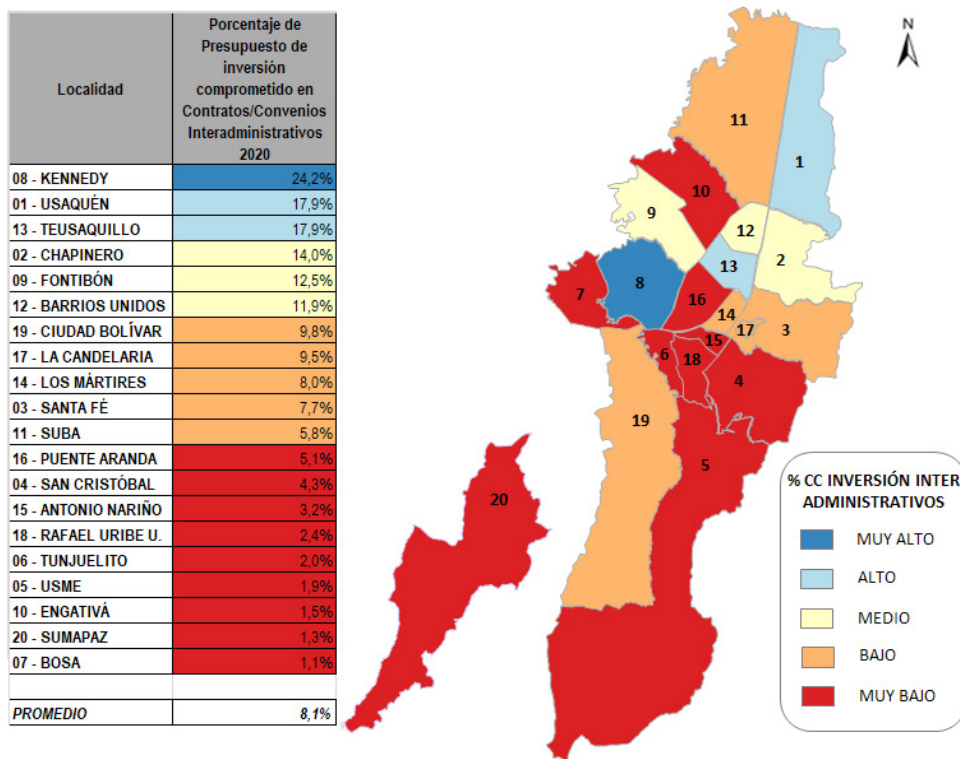 Localidad
Porcentaje de
Presupuesto de
inversión
comprometido en
Contratos/Convenios
Interadministrativos
2020
08 - KENNEDY 24,2%
01 - USAQUÉN 17,9%
13 - TEUSAQUILLO 17,9%
02 - CHAPINERO 14,0%
09 - FONTIBÓN 12,5%
12 - BARRIOS UNIDOS 11,9%
19 - CIUDAD BOLÍVAR 9,8%
17 - LA CANDELARIA 9,5%
14 - LOS MÁRTIRES 8,0%
03 - SANTA FÉ 7,7%
11 - SUBA 5,8%
16 - PUENTE ARANDA 5,1%
04 - SAN CRISTÓBAL 4,3%
15 - ANTONIO NARIÑO 3,2%
18 - RAFAEL URIBE U. 2,4%
06 - TUNJUELITO 2,0%
05 - USME 1,9%
10 - ENGATIVÁ 1,5%
20 - SUMAPAZ 1,3%
07 - BOSA 1,1%
PROMEDIO 8,1%
N
11
1
10
9
12
2
13
8
7
16
14
17
3
15
6
18
4
19
5
20
% CC INVERSIÓN INTER
ADMINISTRATIVOS
MUY ALTO
ALTO
MEDIO
BAJO
MUY BAJO